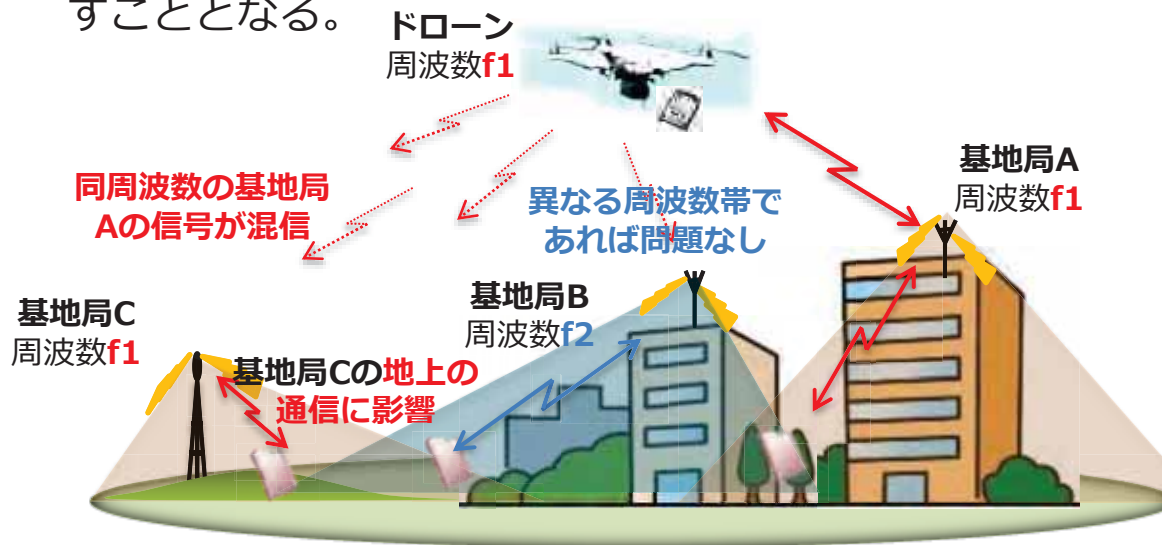 すこととなる。
ドローン
周波数f1
基地局A
周波数f1
同周波数の基地局
Aの信号が混信
異なる周波数帯で
あれば問題なし
基地局B
周波数f2
基地局C
周波数f1
基地局Cの地上の
通信に影響